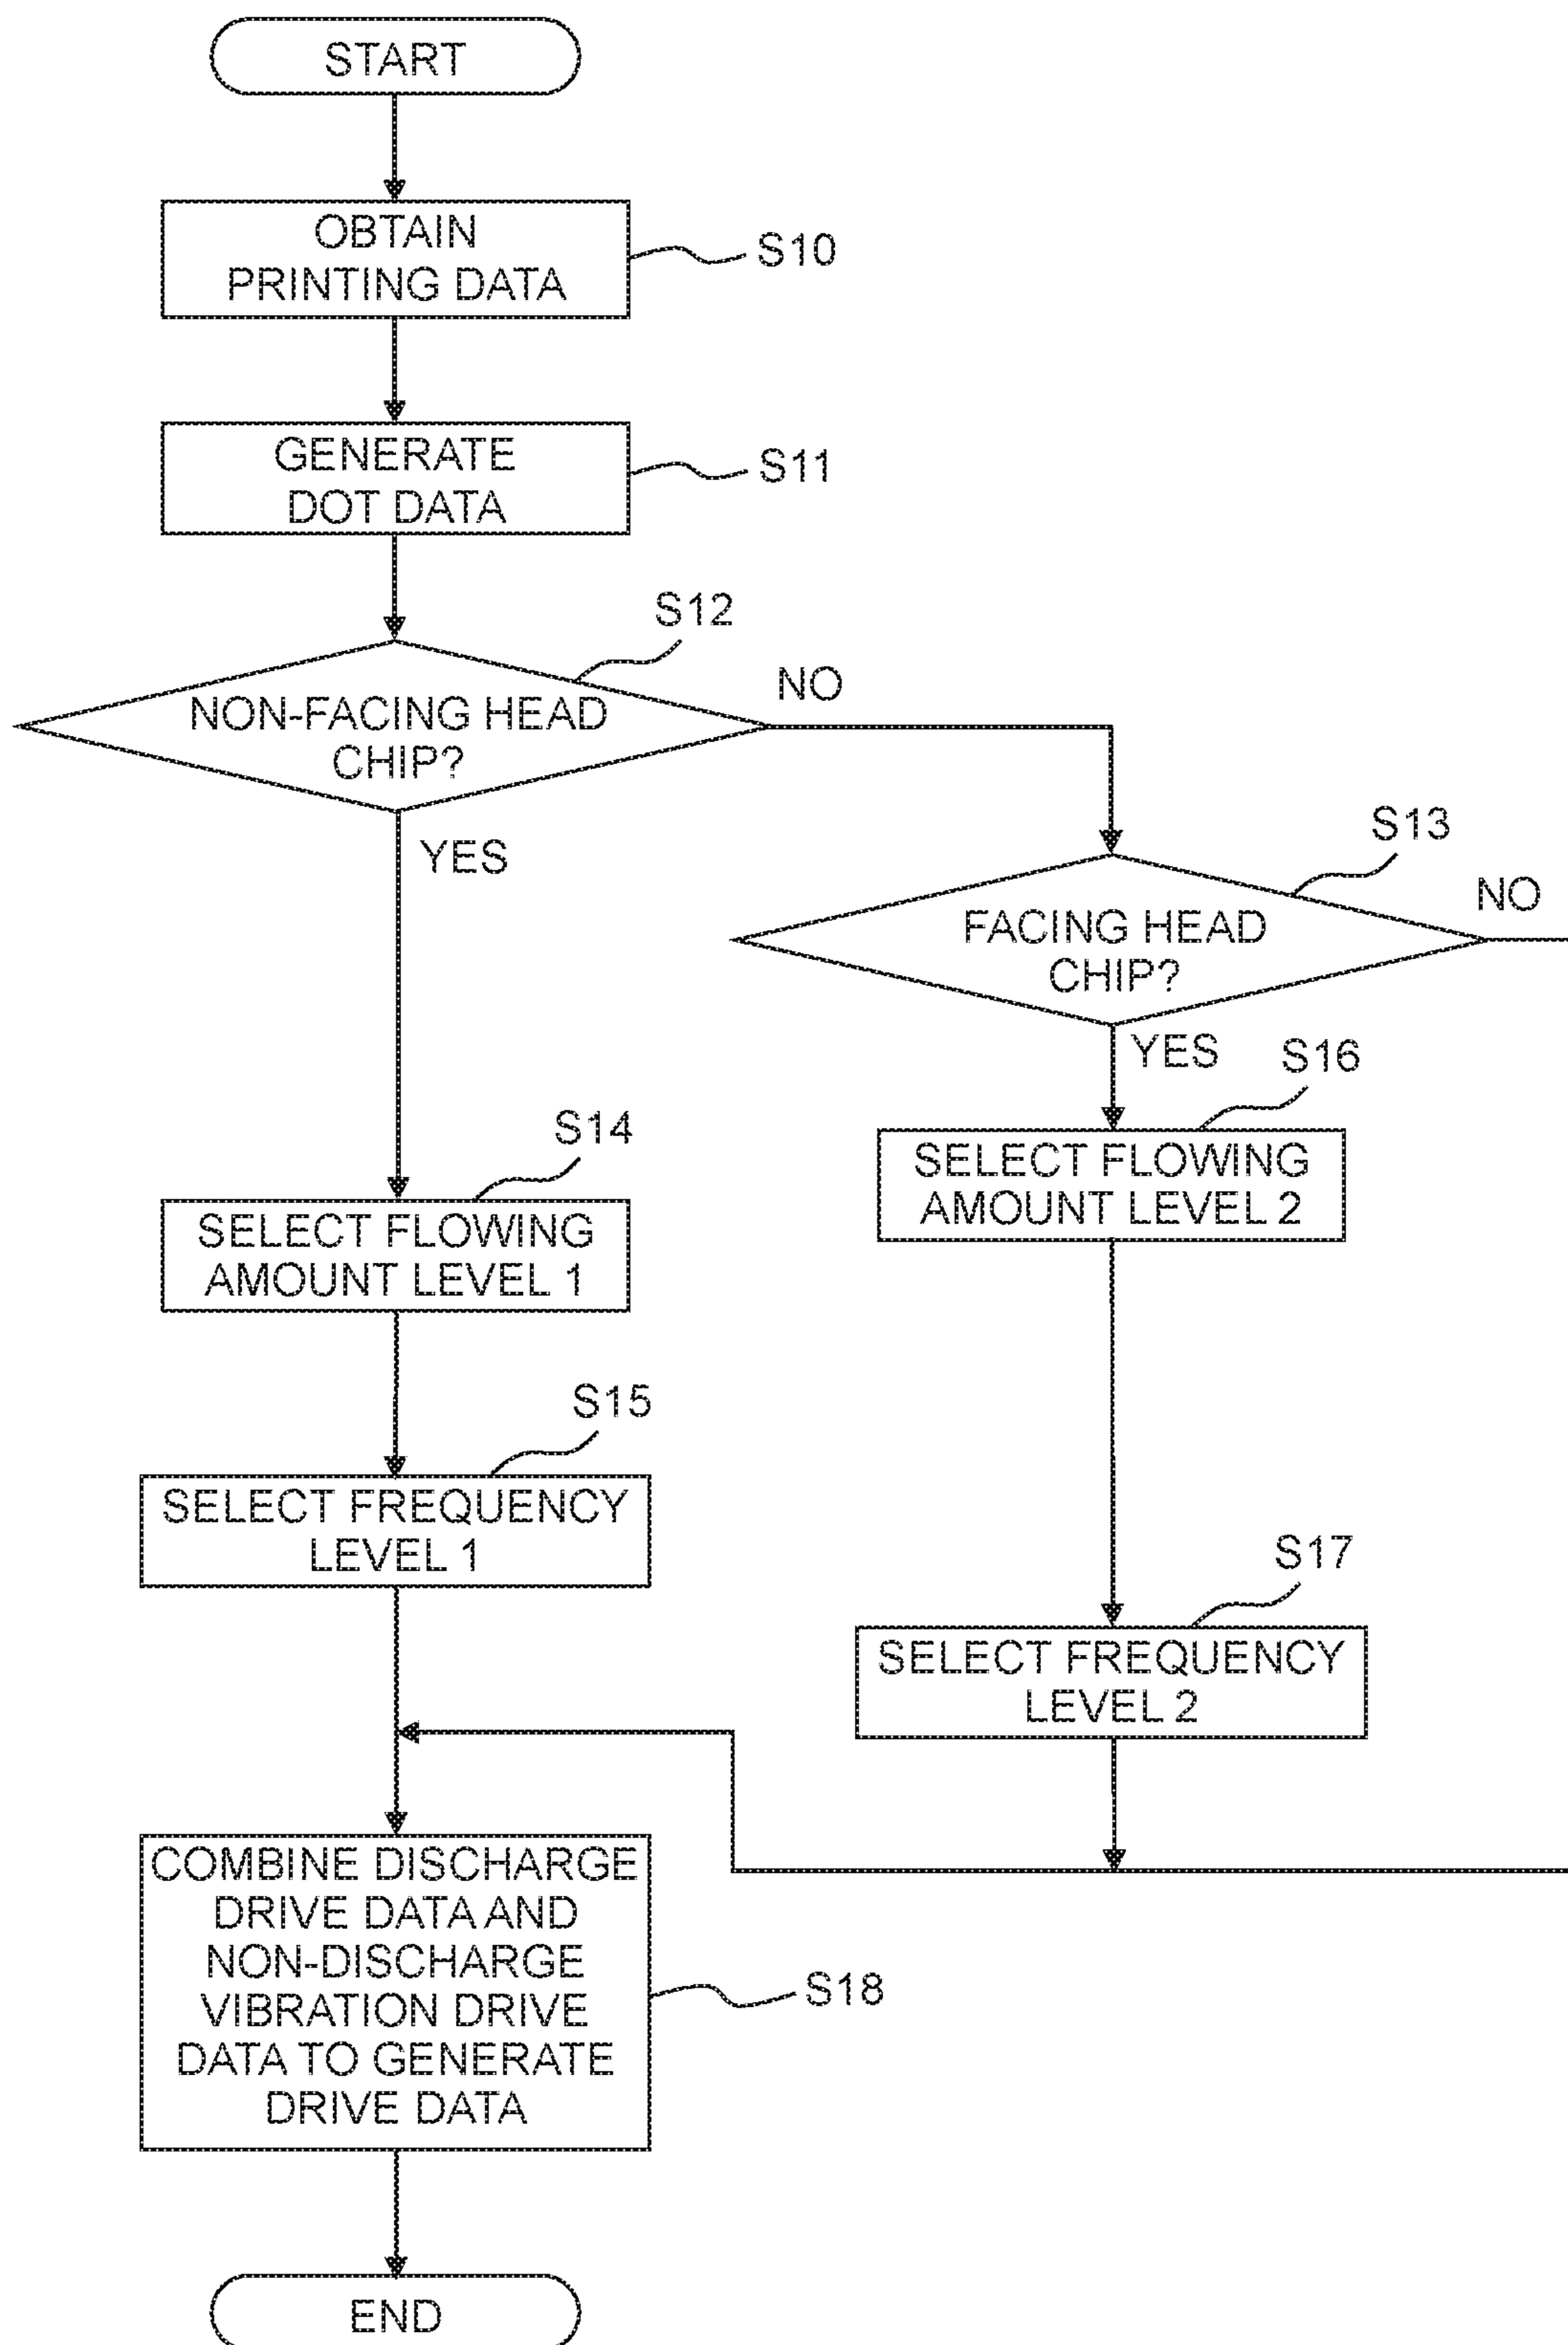 START
OBTAIN
PRINTING DATA
S10
GENERATE
DOT DATA
S11
S12
NON-FACING HEAD
CHIP?
NO
YES
S13
FACING HEAD
CHIP?
NO
YES
S16
SELECT FLOWING
AMOUNT LEVEL 2
S14
SELECT FLOWING
AMOUNT LEVEL 1
S15
SELECT FREQUENCY
LEVEL 1
S17
SELECT FREQUENCY
LEVEL 2
COMBINE DISCHARGE
DRIVE DATA AND
NON-DISCHARGE
VIBRATION DRIVE
DATA TO GENERATE
DRIVE DATA
S18
END